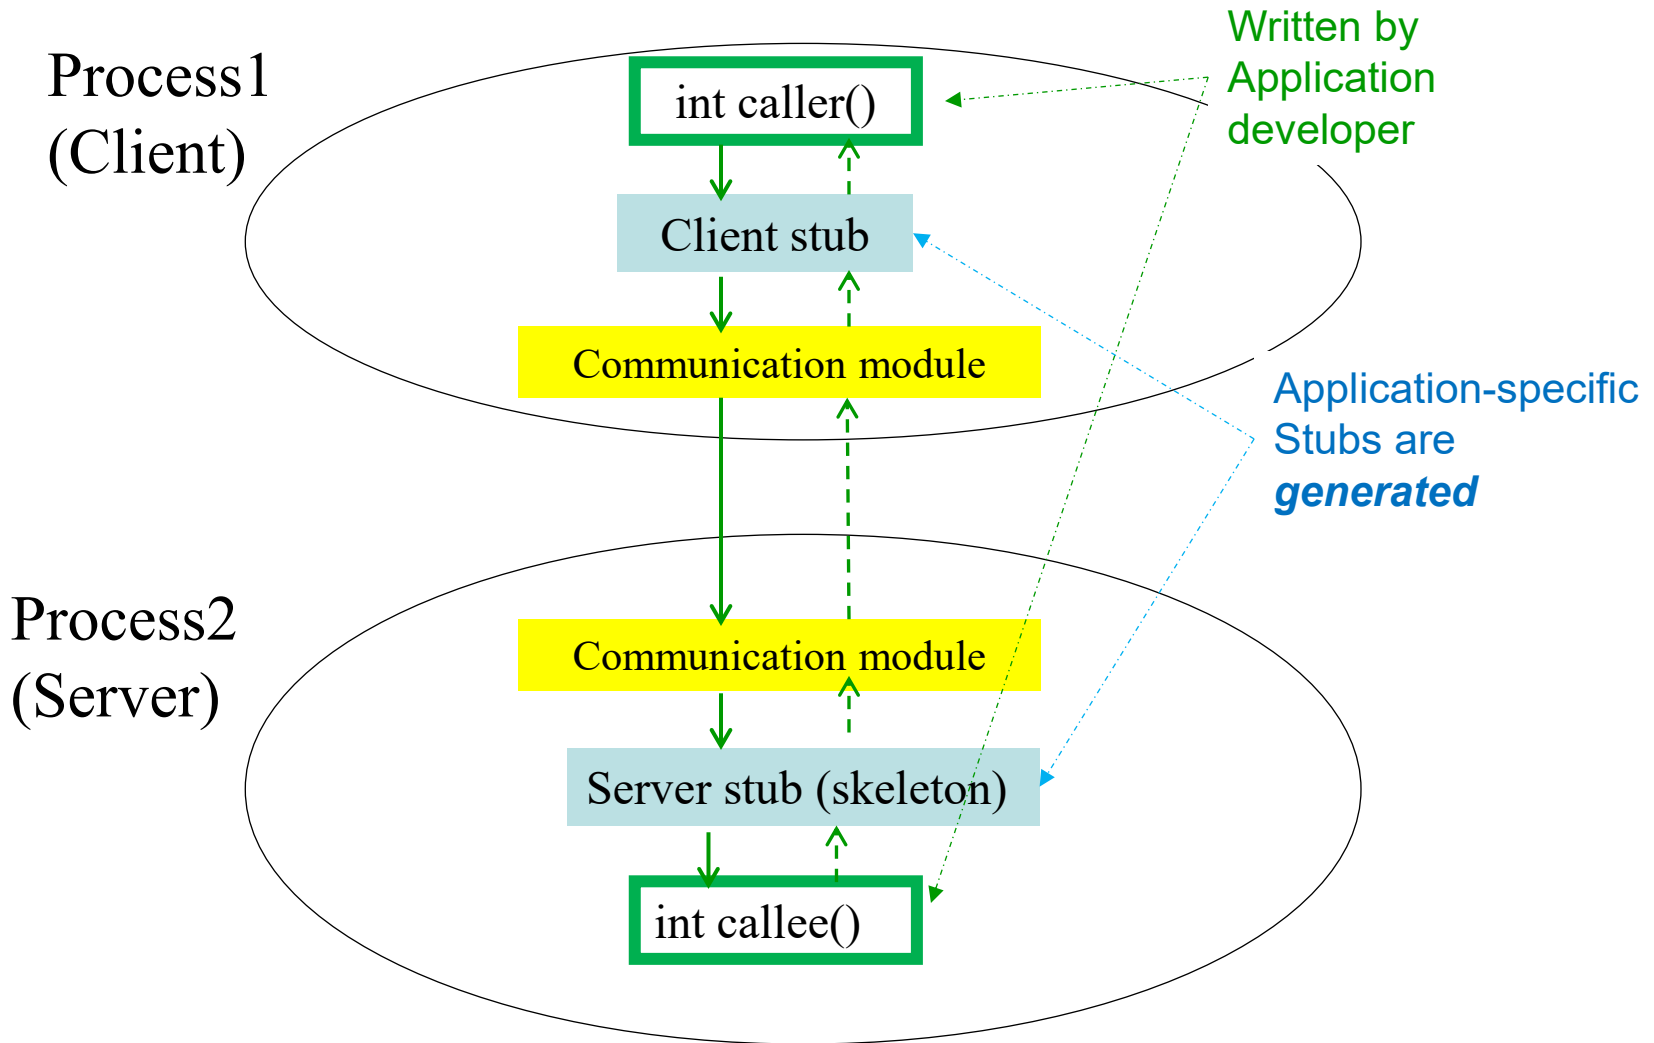 Process1
(Client)
int caller()
Written by
Application
developer
Client stub
Communication module
Application-specific
Stubs are
generated
Process2
(Server)
Communication module
Server stub (skeleton)
int callee()